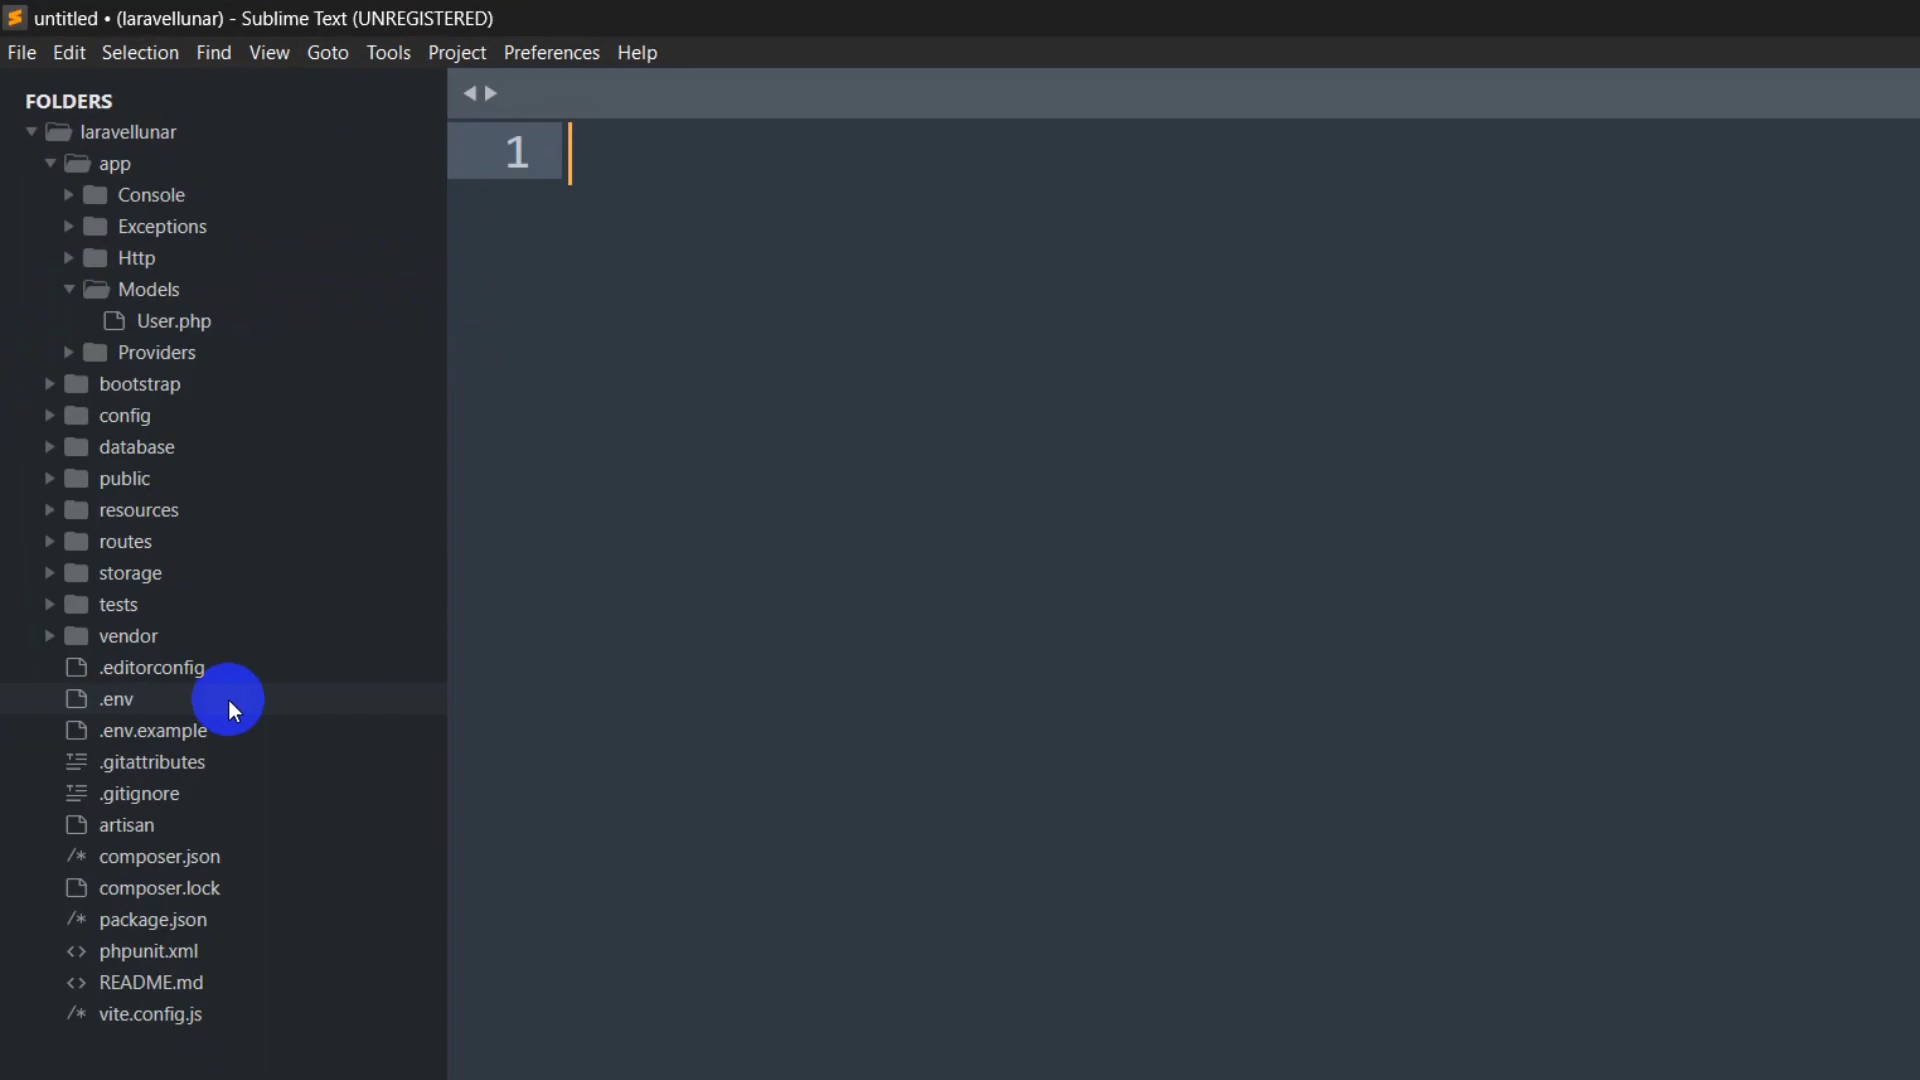 untitled • (laravellunar) - Sublime Text (UNREGISTERED)
File Edit Selection Find View Goto Tools Project Preferences Help
FOLDERS
laravellunar
app
Console
Exceptions
Http
Models
User.php
Providers
bootstrap
config
database
public
resources
routes
storage
tests
vendor
.editorconfig
.env
.env.example
.gitattributes
.gitignore
artisan
/* composer.json
composer.lock
/* package.json
<> phpunit.xml
<> README.md
/* vite.config.js
1